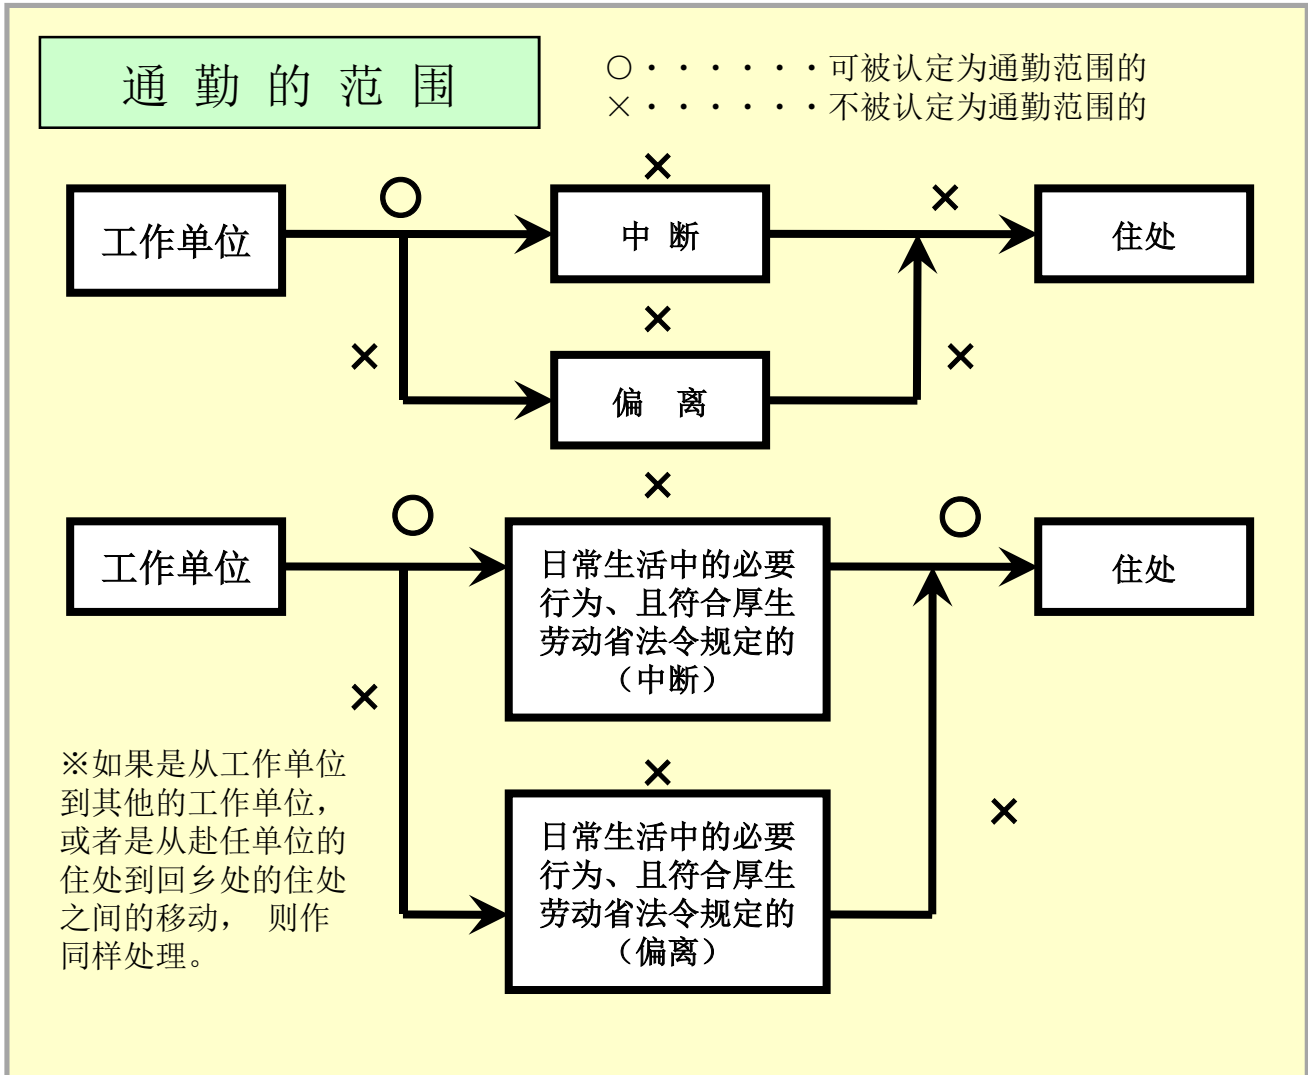 通勤的范围
○・・・・・・可被认定为通勤范围的
×・・・・・・不被认定为通勤范围的
×
○
×
工作单位
中断
住处
×
×
×
偏离
×
○
○
工作单位
日常生活中的必要
行为、且符合厚生
劳动省法令规定的
（中断）
住处
×
※如果是从工作单位
到其他的工作单位，
或者是从赴任单位的
住处到回乡处的住处
之间的移动， 则作
同样处理。
×
×
日常生活中的必要
行为、且符合厚生
劳动省法令规定的
（偏离）